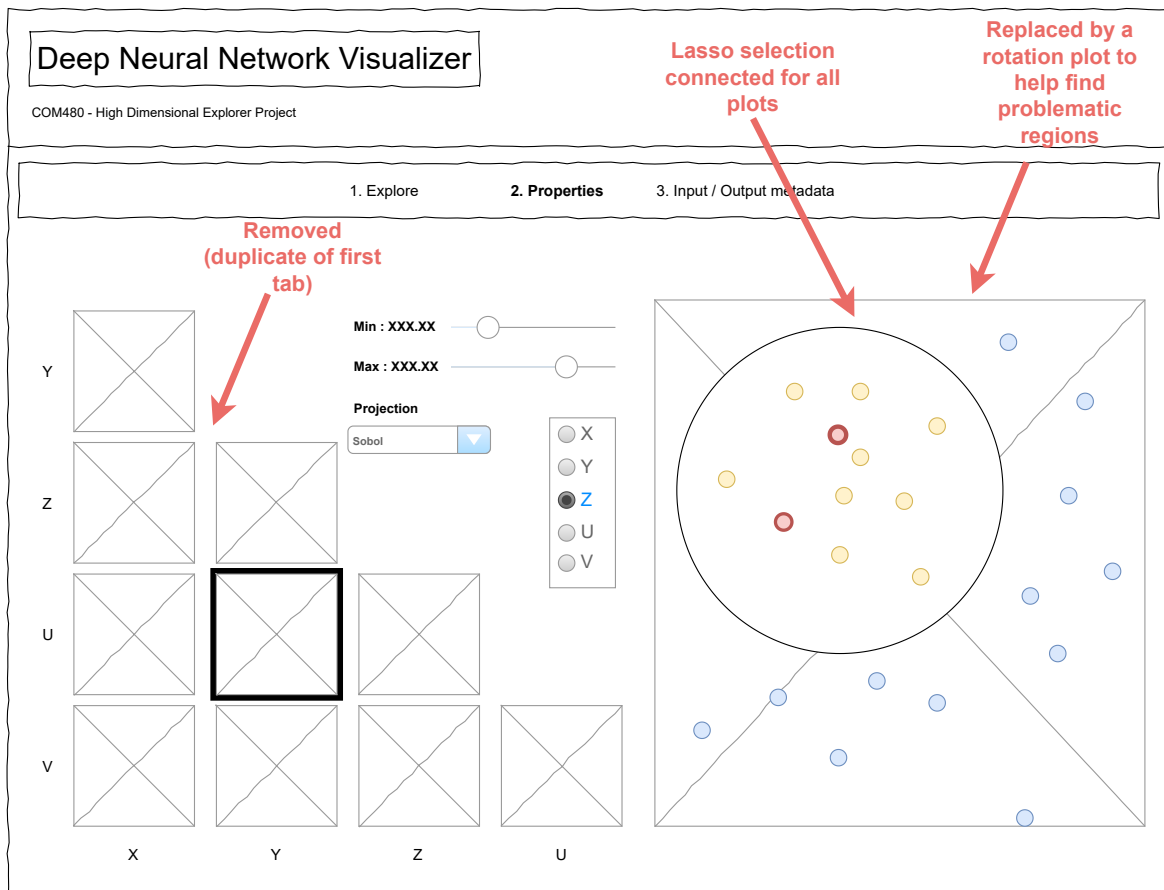 Deep Neural Network Visualizer
COM480 - High Dimensional Explorer Project
Lasso selection
connected for all
plots
Replaced by a
rotation plot to
help find
problematic
regions
1. Explore
2. Properties
3. Input / Output metadata
Removed
(duplicate of first
tab)
Min : XXX.XX
Max : XXX.XX
Projection
Sobol
X
Y
Z
U
V
Y
Z
U
V
X
Y
Z
U